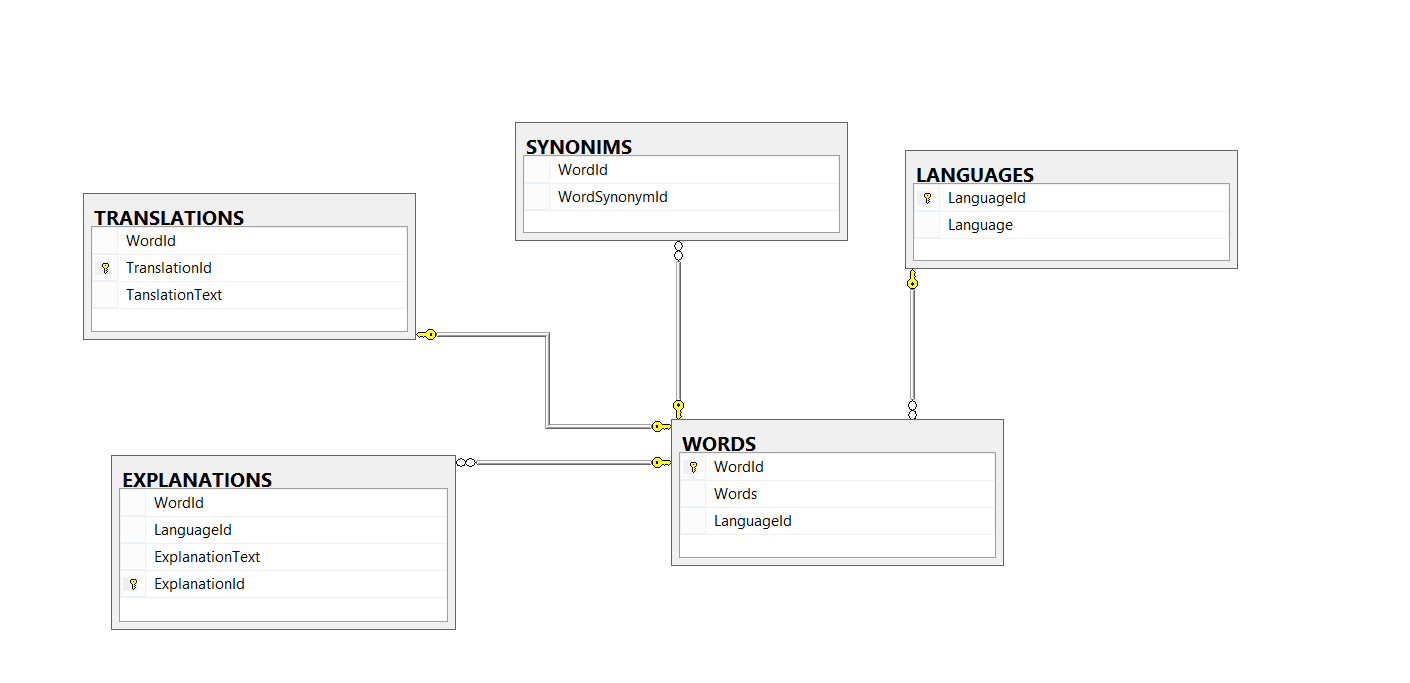 SYNONIMS
WordId
WordSynonymId
LANGUAGES
LanguageId
Language
TRANSLATIONS
WordId
TranslationId
TanslationText
WORDS
WordId
Words
LanguageId
EXPLANATIONS
WordId
LanguageId
ExplanationText
ExplanationId